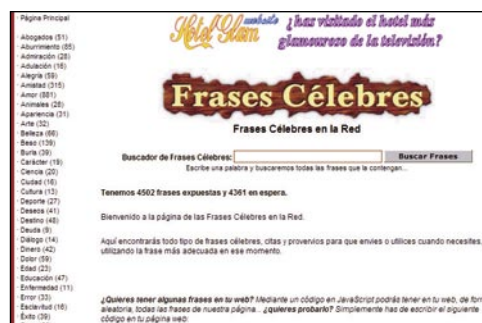 · Página Principal
· Abogados (51)
· Aburrimiento (85)
· Admiración (28)
· Adulación (16)
· Alegría (59)
· Amistad (315)
· Amor (881)
· Animales (28)
· Apariencia (31)
· Arte (32)
· Belleza (66)
· Beso (139)
· Burla (39)
· Carácter (19)
· Ciencia (20)
· Ciudad (16)
· Cultura (13)
· Deporte (27)
· Deseos (41)
· Destino (48)
· Deuda (9)
· Diálogo (14)
· Dinero (42)
· Dolor (59)
· Edad (23)
· Educación (47)
· Enfermedad (11)
· Error (33)
· Esclavitud (16)
· Éxito (39)
Hotel Glam website ¿has visitado el hotel más
glamouroso de la televisión?
Frases Célebres
Frases Célebres en la Red
Buscador de Frases Célebres: Buscar Frases
Escribe una palabra y buscaremos todas las frases que la contengan...
Tenemos 4502 frases expuestas y 4361 en espera.
Bienvenido a la página de las Frases Célebres en la Red.
Aquí encontrarás todo tipo de frases célebres, citas y provervios para que envies o utilices cuando necesites.
utilizando la frase más adecuada en ese momento.
¿Quieres tener algunas frases en tu web? Mediante un código en JavaScript podrás tener en tu web, de for
aleatoria, todas las frases de nuestra página... ¿quieres probarlo? Simplemente has de escribir el siguiente
código en tu página web: